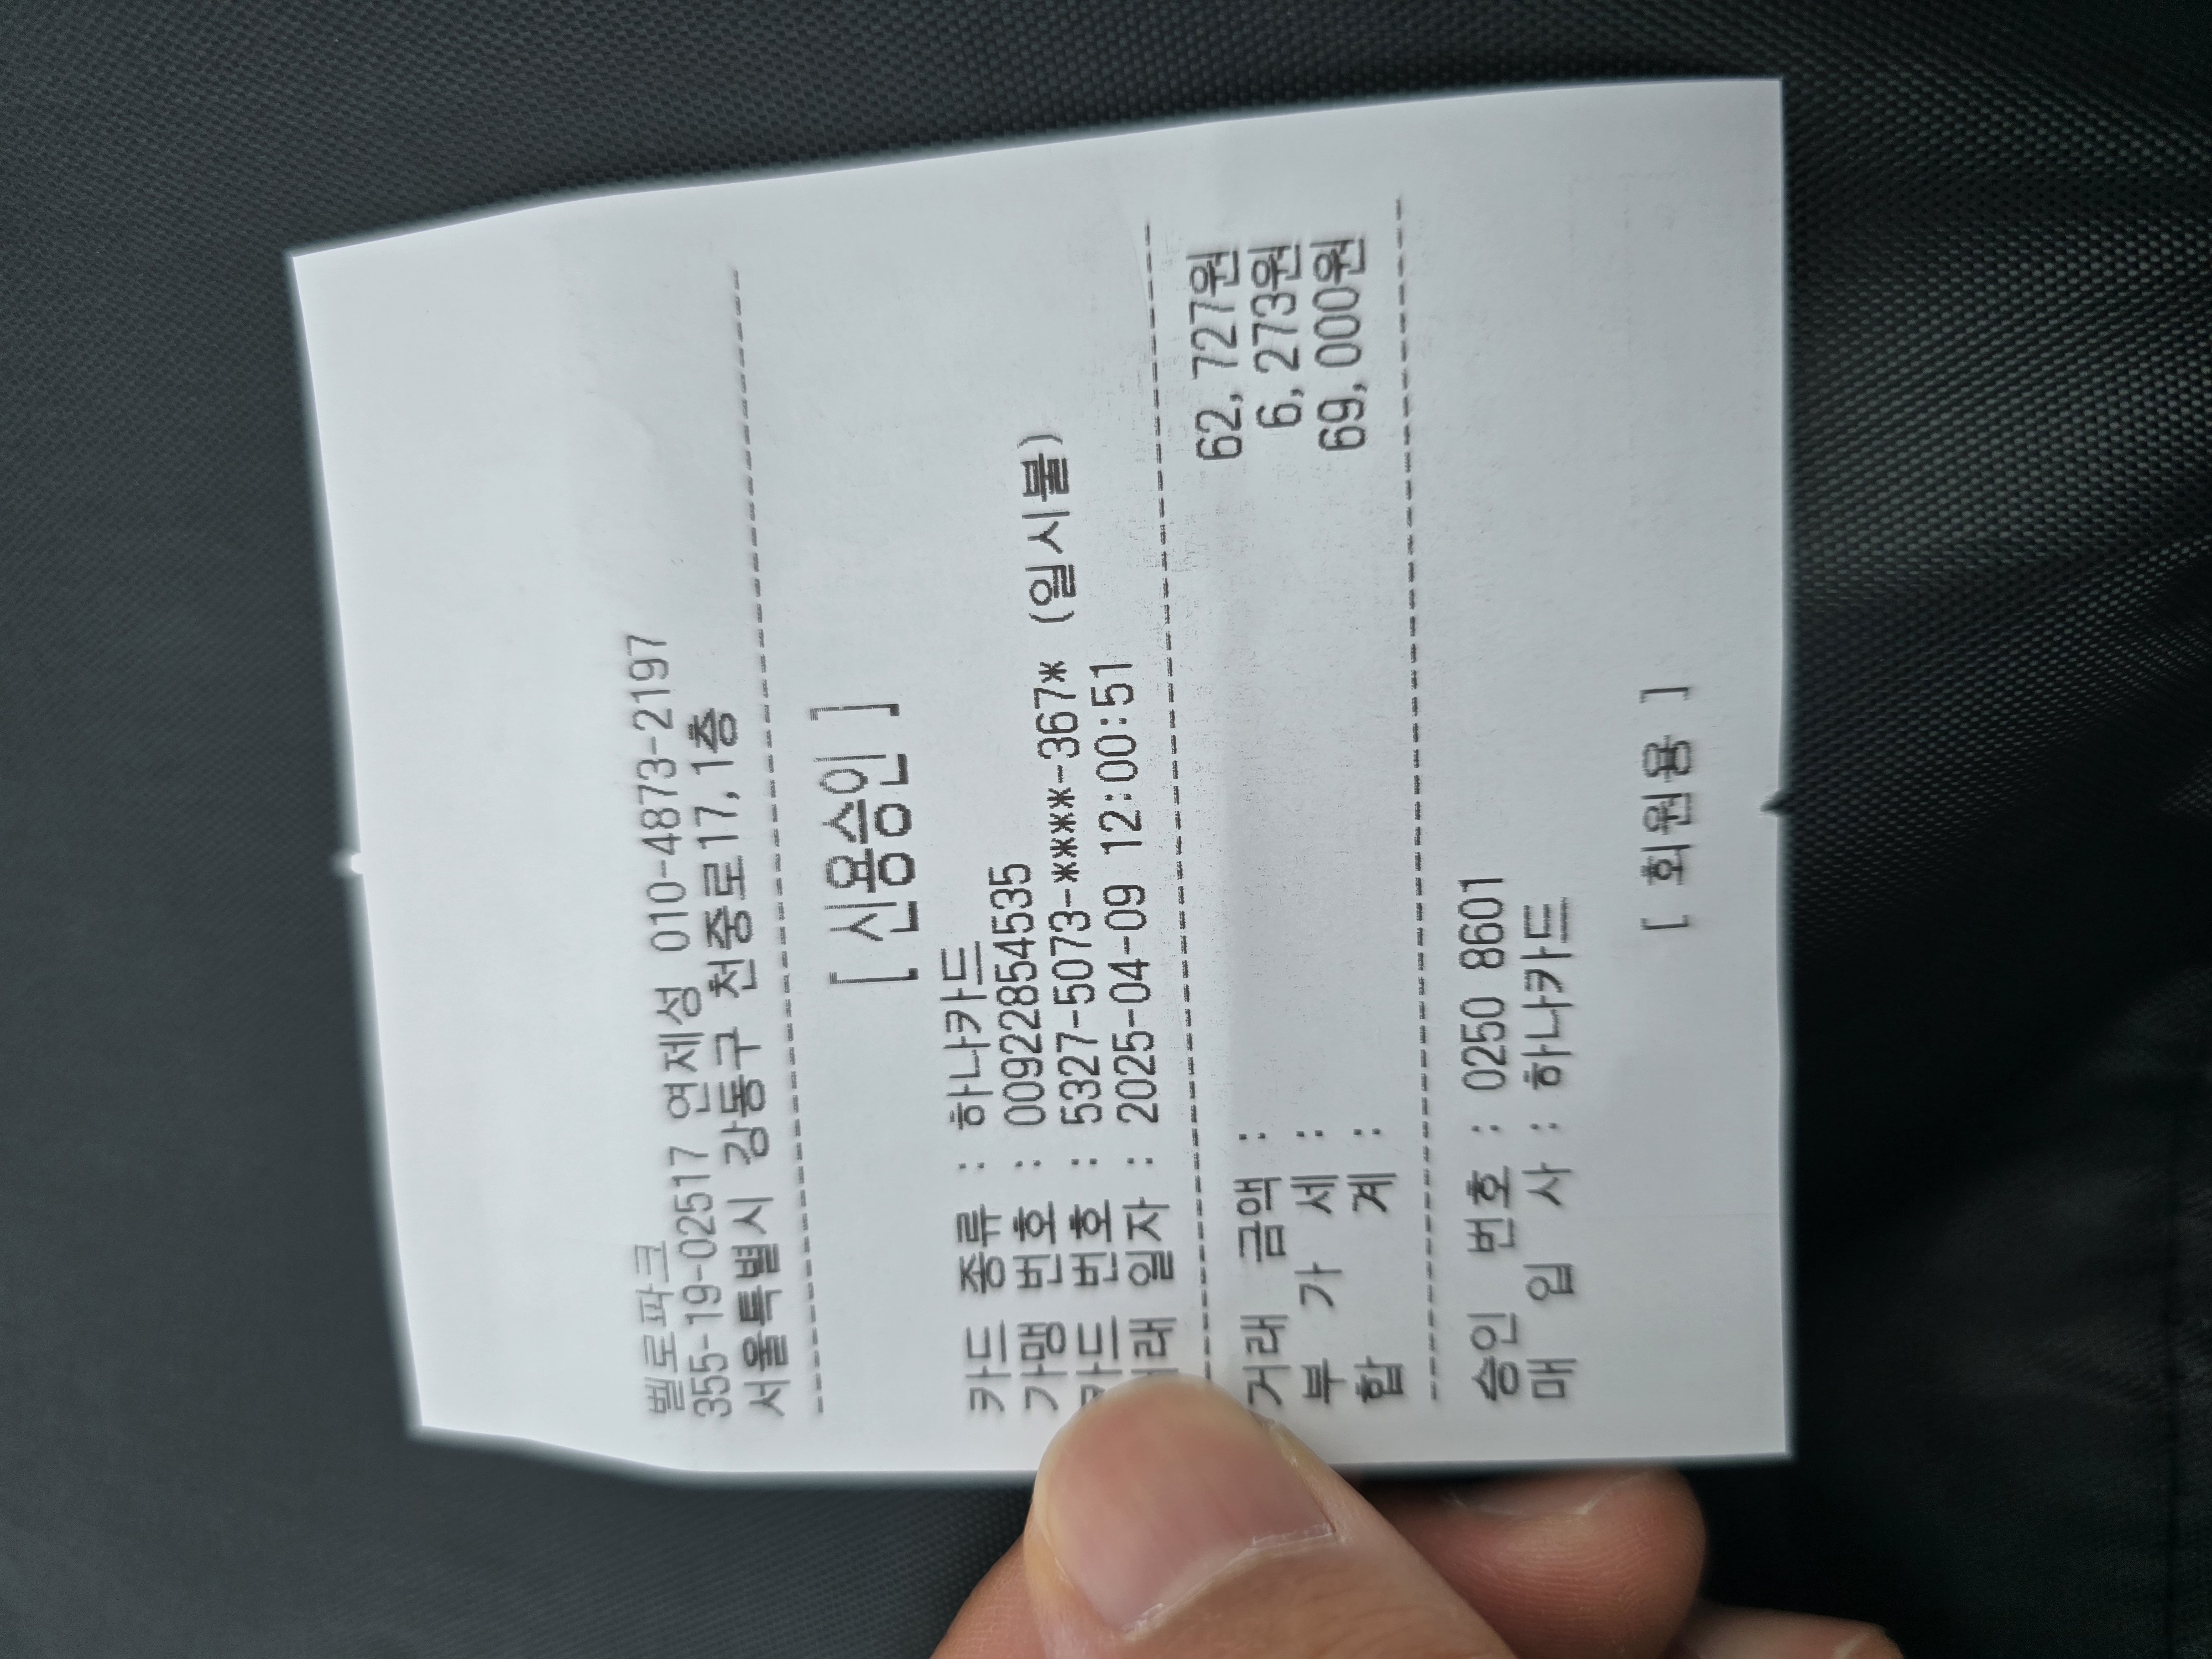 벨로파크
355-19-02517 연제성 010-4873-2197
서울특별시 강동구 천중로17,1층
[ 신용승인 ]
카드 종류 : 하나카드
가맹 번호 : 00922854535
카드 번호 : 5327-5073-****-367* (일시불)
거래 일자 : 2025-04-09 12:00:51
거래 금액 : 62,727원
부 가 세 : 6,273원
합 계 : 69,000원
승인 번호 : 0250 8601
매 입 사 : 하나카드
[ 회원용 ]